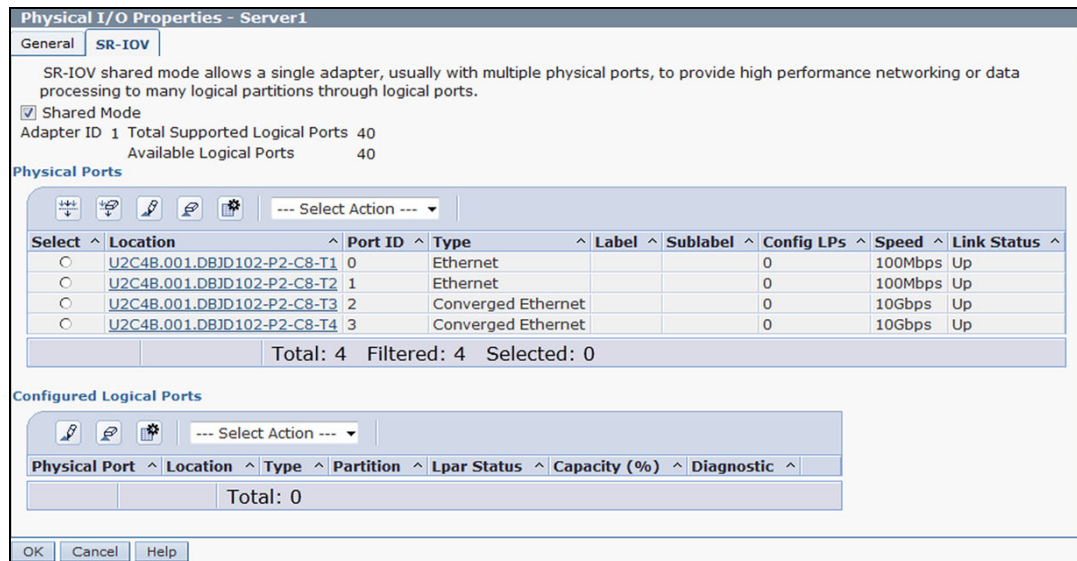 Physical I/O Properties - Server1
General SR-IOV
SR-IOV shared mode allows a single adapter, usually with multiple physical ports, to provide high performance networking or data
processing to many logical partitions through logical ports.
Shared Mode
Adapter ID 1 Total Supported Logical Ports 40
Available Logical Ports 40
Physical Ports
--- Select Action ---
Select ^ Location ^ Port ID ^ Type ^ Label ^ Sublabel ^ Config LPs ^ Speed ^ Link Status ^
U2C4B.001.DBJD102-P2-C8-T1 0 Ethernet 0 100Mbps Up
U2C4B.001.DBJD102-P2-C8-T2 1 Ethernet 0 100Mbps Up
U2C4B.001.DBJD102-P2-C8-T3 2 Converged Ethernet 0 10Gbps Up
U2C4B.001.DBJD102-P2-C8-T4 3 Converged Ethernet 0 10Gbps Up
Total: 4 Filtered: 4 Selected: 0
Configured Logical Ports
--- Select Action ---
Physical Port ^ Location ^ Type ^ Partition ^ Lpar Status ^ Capacity (%) ^ Diagnostic ^
Total: 0
OK Cancel Help